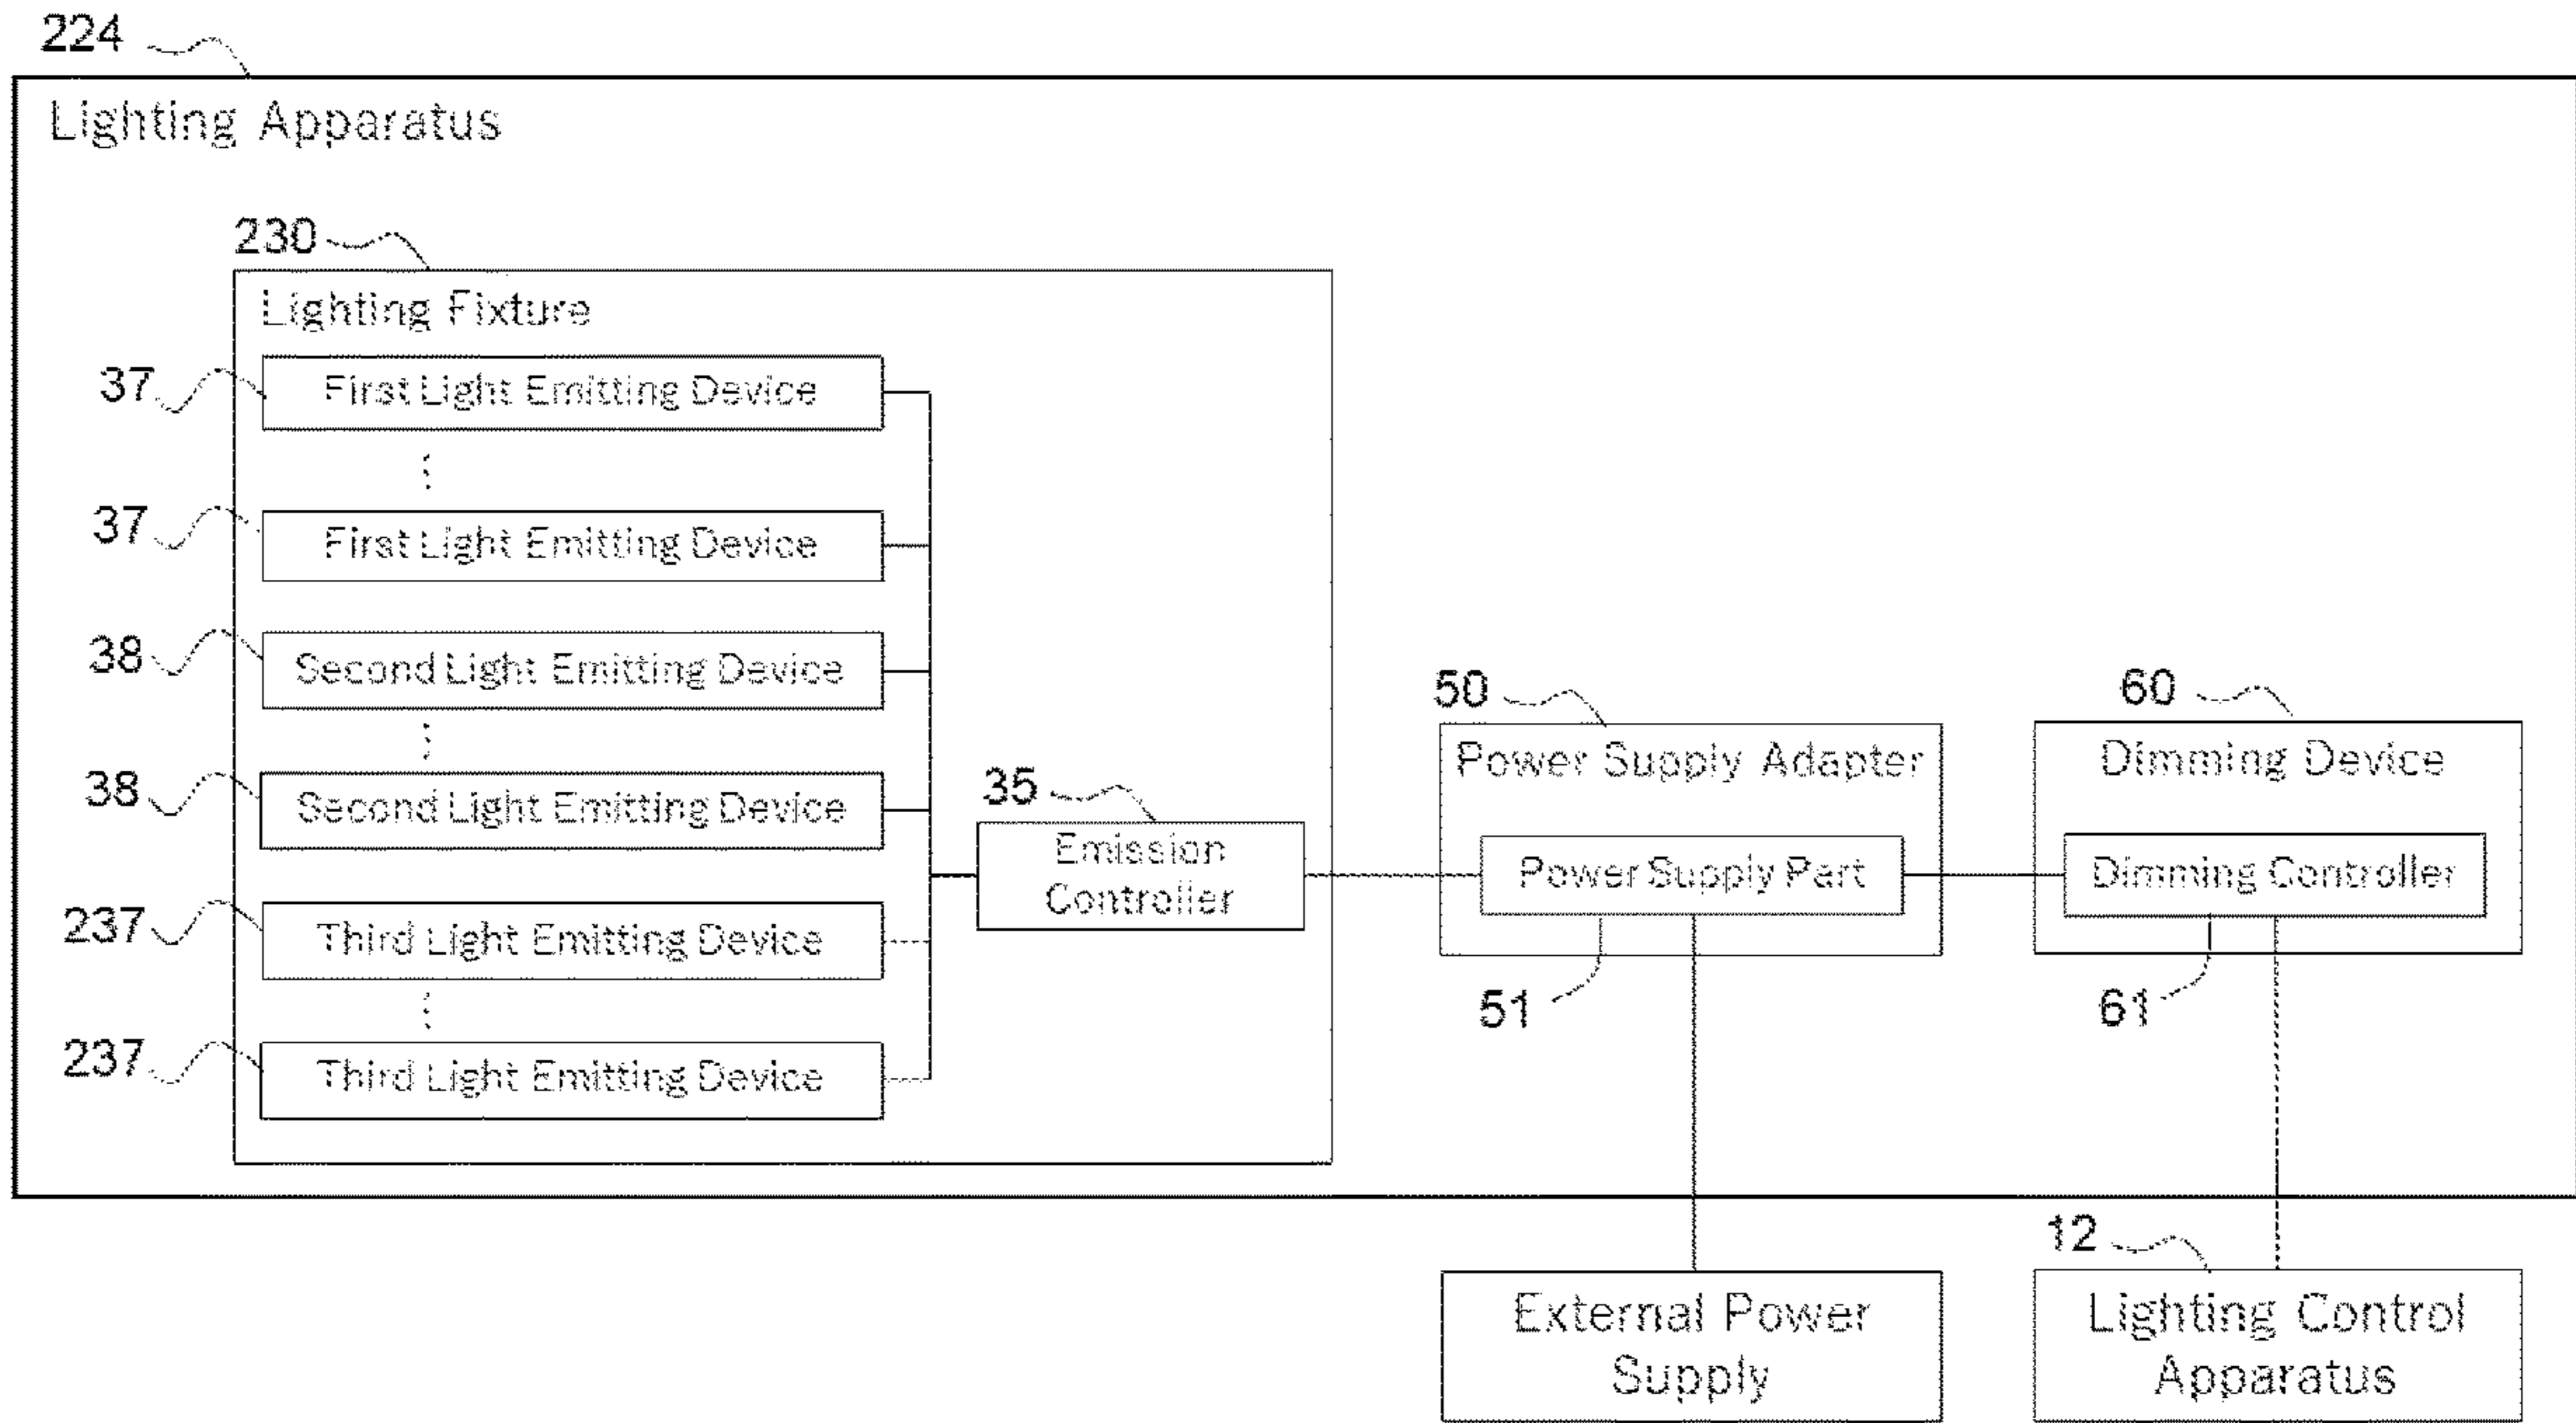 224
Lighting Apparatus
230
Lighting Fixture
37
First Light Emitting Device
37
First Light Emitting Device
38
Second Light Emitting Device
38
Second Light Emitting Device
237
Third Light Emitting Device
237
Third Light Emitting Device
35
Emission
Controller
50
Power Supply Adapter
Power Supply Part
51
60
Dimming Device
Dimming Controller
61
External Power
Supply
12
Lighting Control
Apparatus